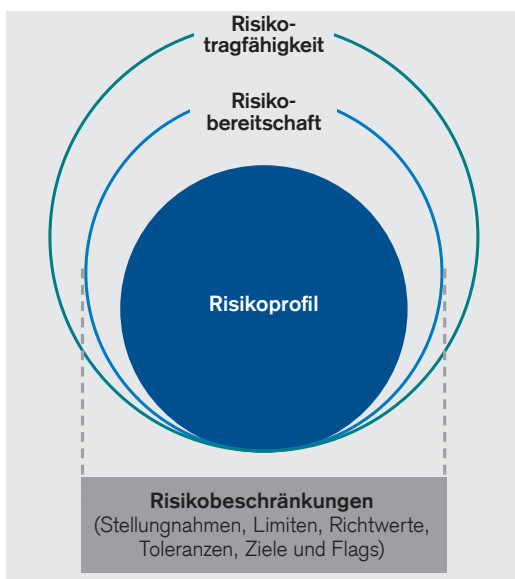 Risiko-
tragfähigkeit
Risiko-
bereitschaft
Risikoprofil
Risikobeschränkungen
(Stellungnahmen, Limiten, Richtwerte,
Toleranzen, Ziele und Flags)